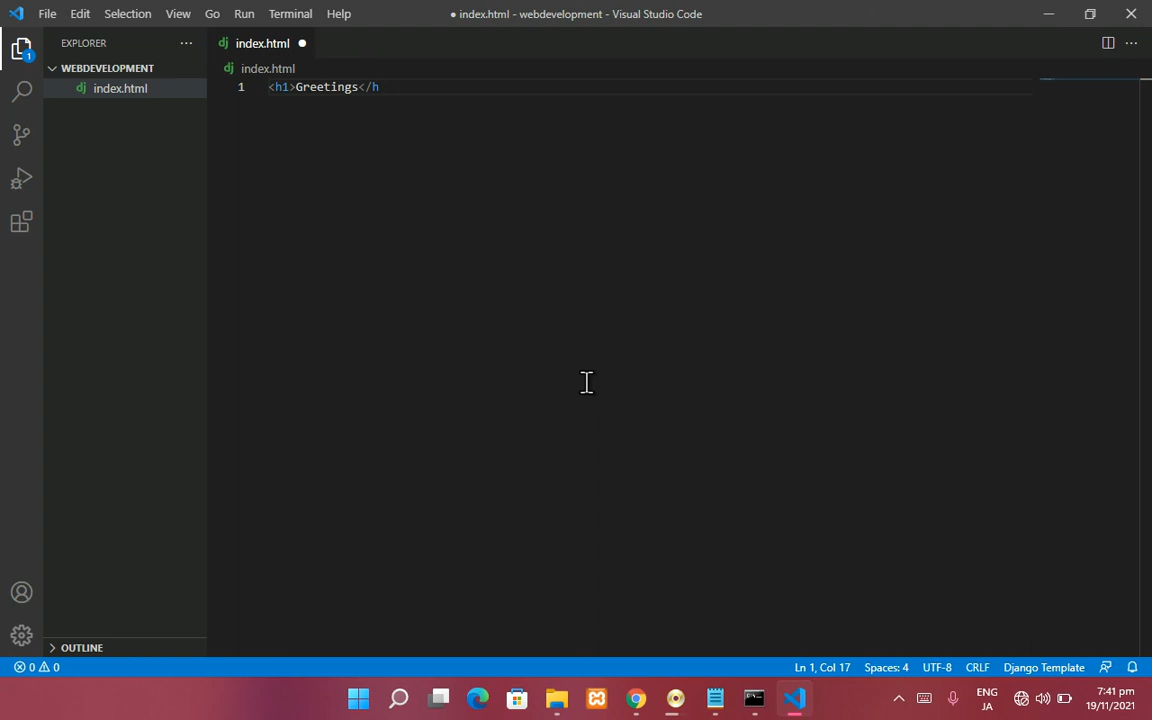 File Edit Selection View Go Run Terminal Help
● index.html - webdevelopment - Visual Studio Code
EXPLORER
1
WEBDEVELOPMENT
dj index.html
dj index.html ●
dj index.html
1 <h1>Greetings</h
OUTLINE
0 0
Ln 1, Col 17 Spaces: 4 UTF-8 CRLF Django Template
ENG
JA
7:41 pm
19/11/2021